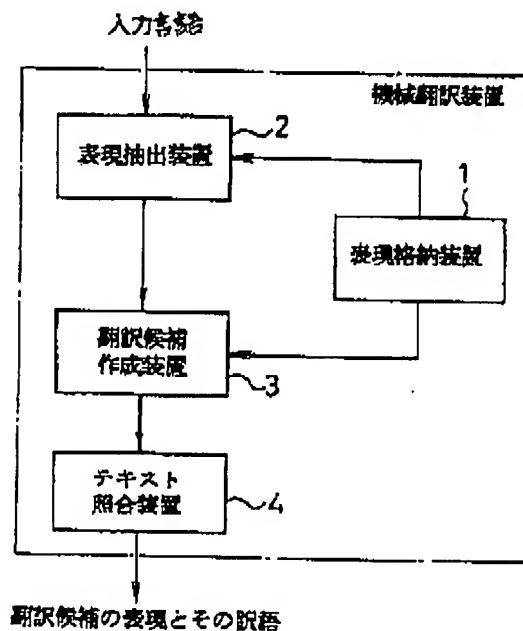 入力言語
機械翻訳装置
2
表現抽出装置
1
表現格納装置
翻訳候補
作成装置
3
テキスト
照合装置
4
翻訳候補の表現とその訳語